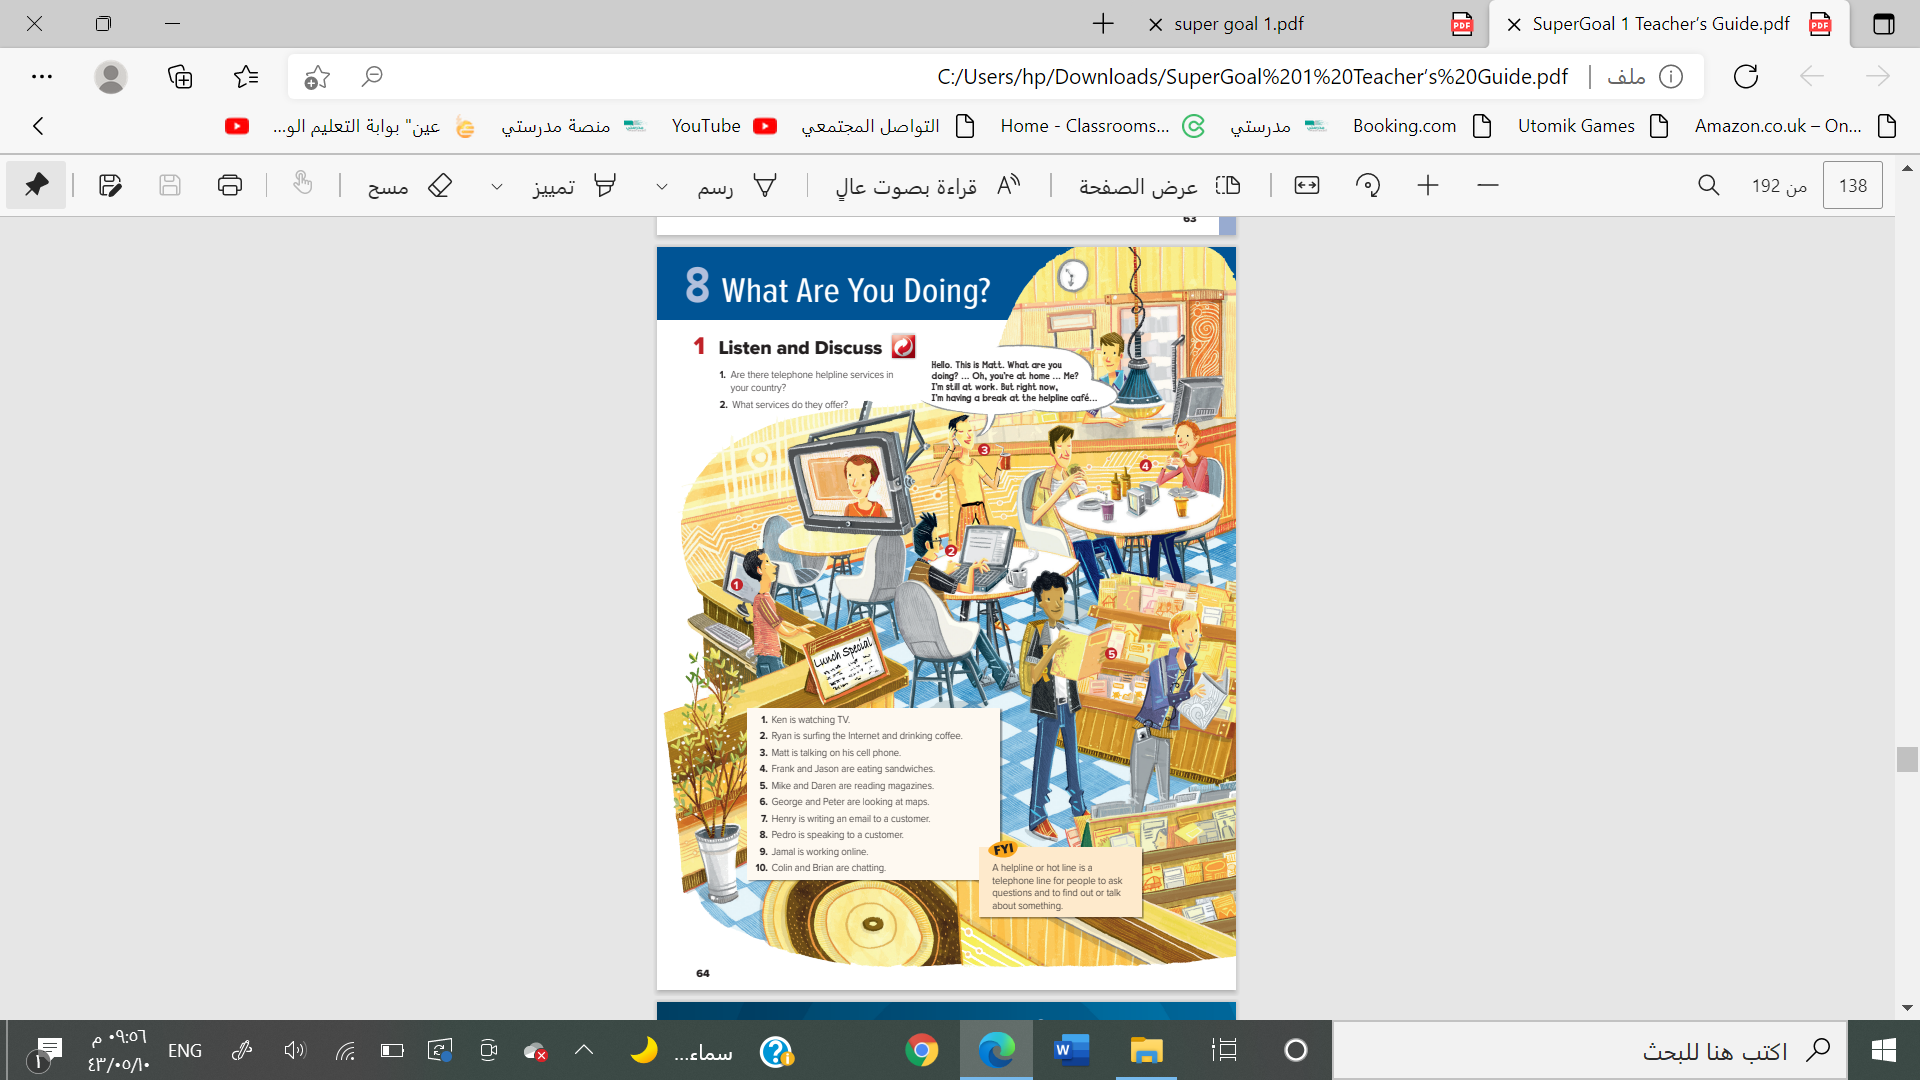 super goal 1.pdf
SuperGoal 1 Teacher's Guide.pdf
C:/Users/hp/Downloads/SuperGoal%201%20Teacher's%20Guide.pdf
ملف
عين" بوابة التعليم الو...
منصة مدرستي
YouTube
التواصل المجتمعي
Home - Classrooms...
مدرستي
Booking.com
Utomik Games
Amazon.co.uk – On...
مسح
تمييز
رسم
قراءة بصوت عالٍ
عرض الصفحة
من 192
138
63
8 What Are You Doing?
1 Listen and Discuss
1. Are there telephone helpline services in
your country?
2. What services do they offer?
Hello. This is Matt. What are you
doing? ... Oh, you're at home ... Me?
I'm still at work. But right now,
I'm having a break at the helpline café...
3
4
2
1
5
Lunch Special
1. Ken is watching TV.
2. Ryan is surfing the Internet and drinking coffee.
3. Matt is talking on his cell phone.
4. Frank and Jason are eating sandwiches.
5. Mike and Daren are reading magazines.
6. George and Peter are looking at maps.
7. Henry is writing an email to a customer.
8. Pedro is speaking to a customer.
9. Jamal is working online.
10. Colin and Brian are chatting.
FYI
A helpline or hot line is a
telephone line for people to ask
questions and to find out or talk
about something.
64
٠٩:٥٦ م
٤٣/٠٥/١٠
ENG
سماء...
اكتب هنا للبحث